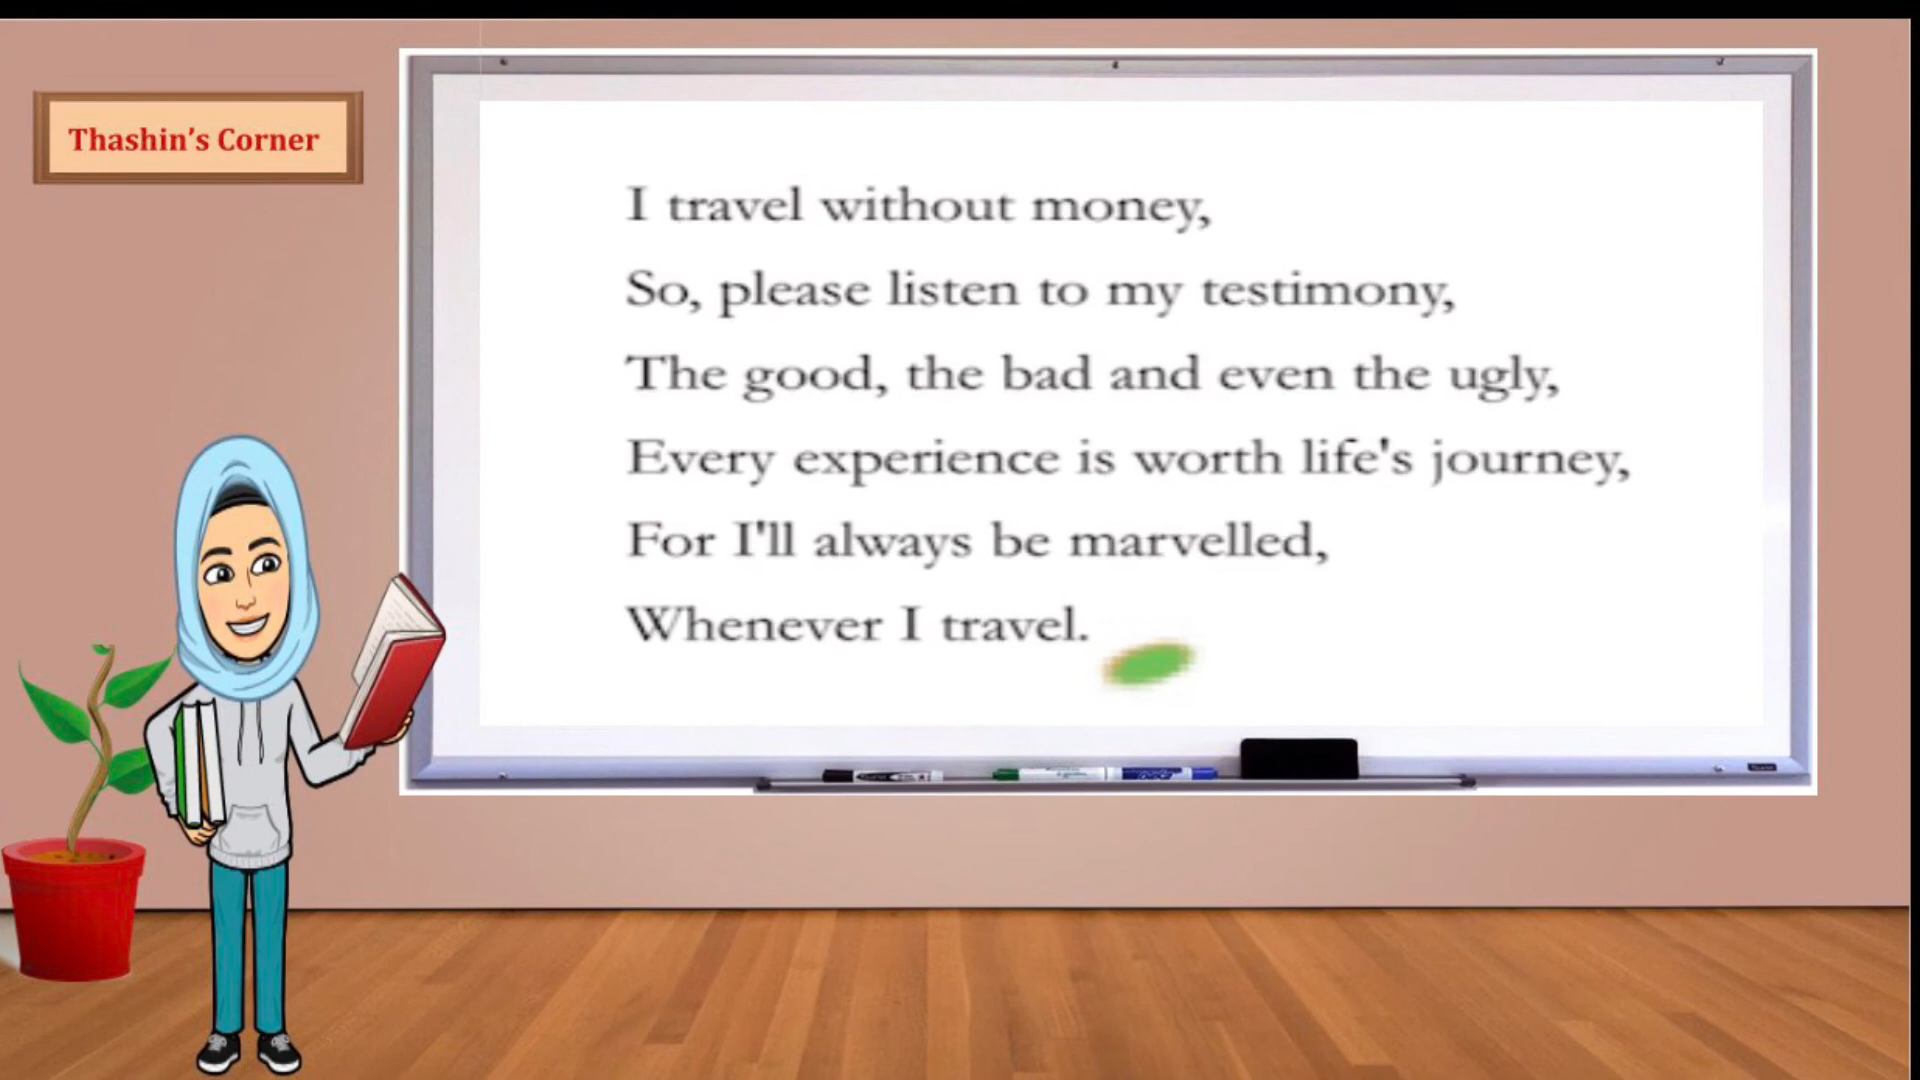 Thashin's Corner
I travel without money,
So, please listen to my testimony,
The good, the bad and even the ugly,
Every experience is worth life's journey,
For I'll always be marvelled,
Whenever I travel.